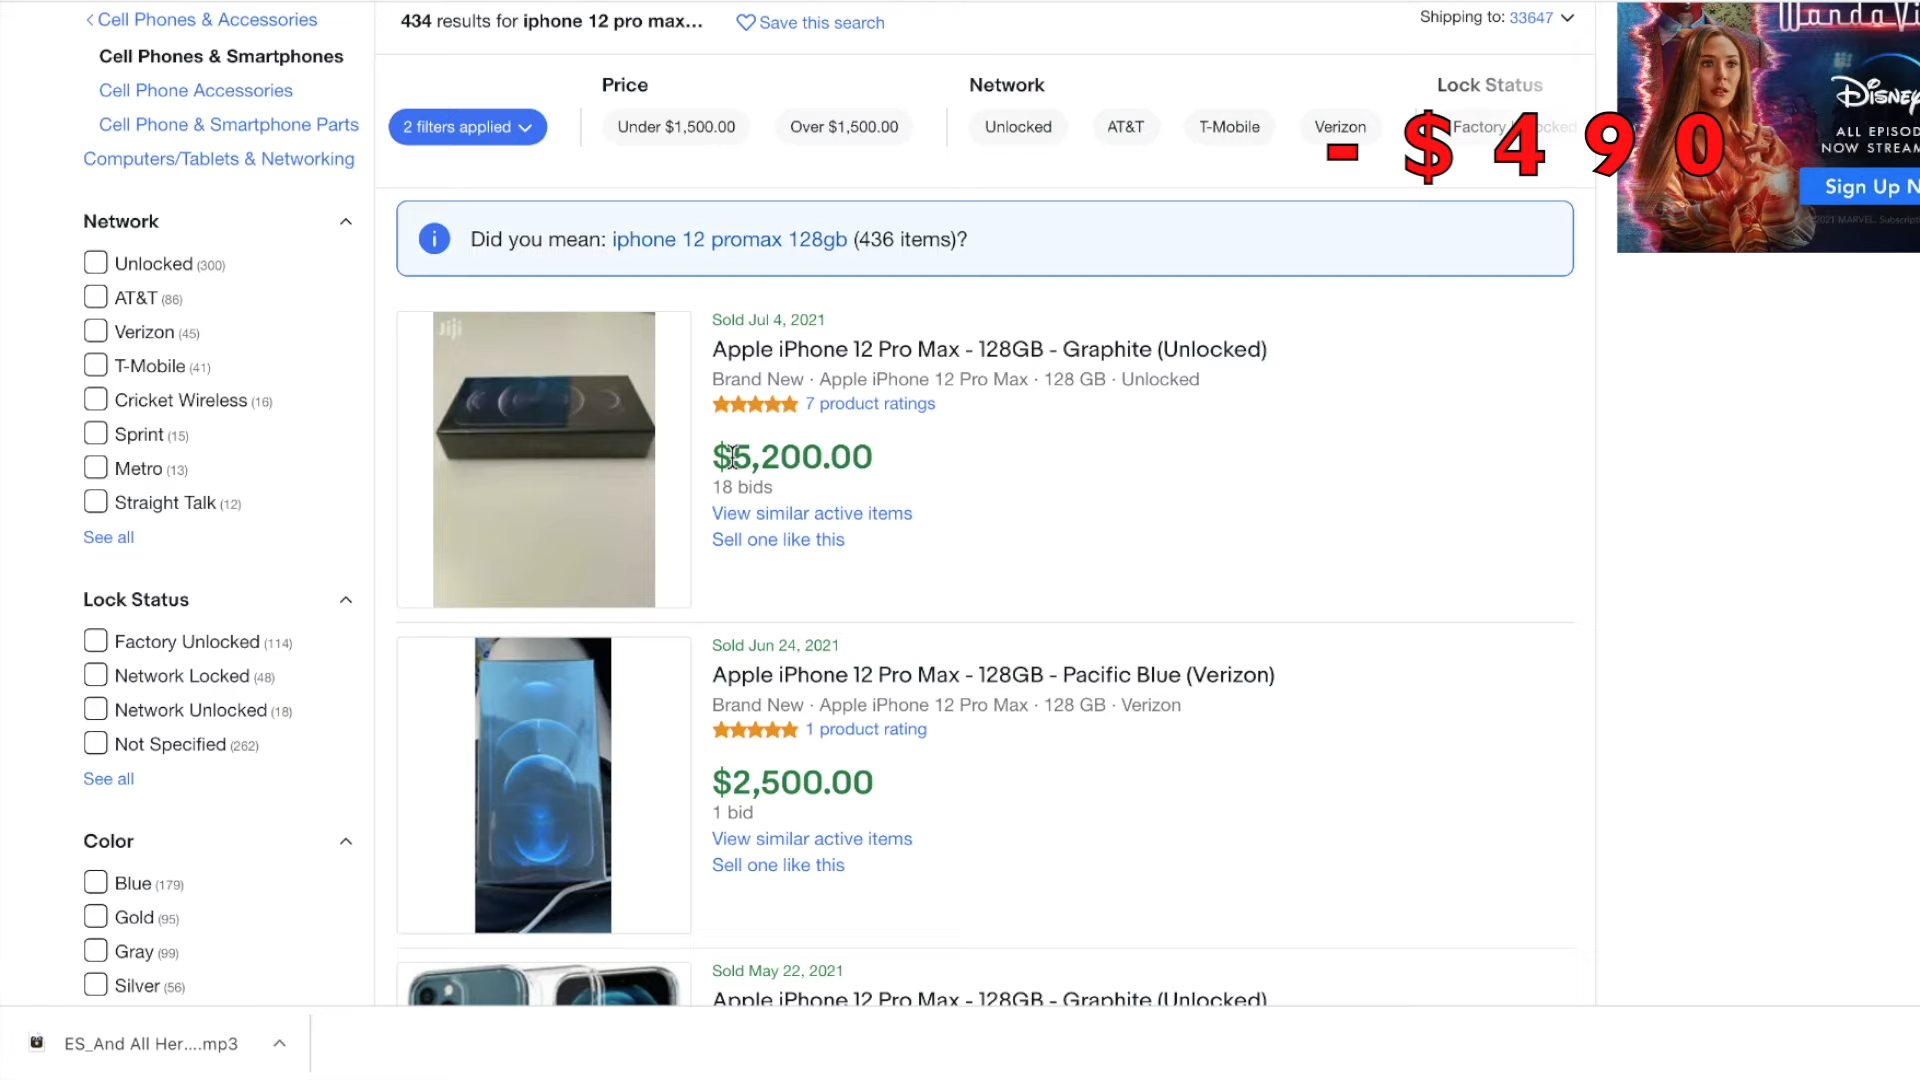 Cell Phones & Accessories
Cell Phones & Smartphones
Cell Phone Accessories
Cell Phone & Smartphone Parts
Computers/Tablets & Networking
Network
Unlocked (300)
AT&T (86)
Verizon (45)
T-Mobile (41)
Cricket Wireless (16)
Sprint (15)
Metro (13)
Straight Talk (12)
See all
Lock Status
Factory Unlocked (114)
Network Locked (48)
Network Unlocked (18)
Not Specified (262)
See all
Color
Blue (179)
Gold (95)
Gray (99)
Silver (56)
434 results for iphone 12 pro max...
Save this search
Shipping to: 33647
2 filters applied
Price
Under $1,500.00
Over $1,500.00
Network
Unlocked
AT&T
T-Mobile
Verizon
Lock Status
Factory
- $ 4 9 0
Did you mean: iphone 12 promax 128gb (436 items)?
jiji
Sold Jul 4, 2021
Apple iPhone 12 Pro Max - 128GB - Graphite (Unlocked)
Brand New · Apple iPhone 12 Pro Max · 128 GB · Unlocked
7 product ratings
$5,200.00
18 bids
View similar active items
Sell one like this
Sold Jun 24, 2021
Apple iPhone 12 Pro Max - 128GB - Pacific Blue (Verizon)
Brand New · Apple iPhone 12 Pro Max · 128 GB · Verizon
1 product rating
$2,500.00
1 bid
View similar active items
Sell one like this
Sold May 22, 2021
Apple iPhone 12 Pro Max - 128GB - Graphite (Unlocked)
WandaVi
Disney
ALL EPISOD
NOW STREAM
Sign Up N
ES_And All Her....mp3